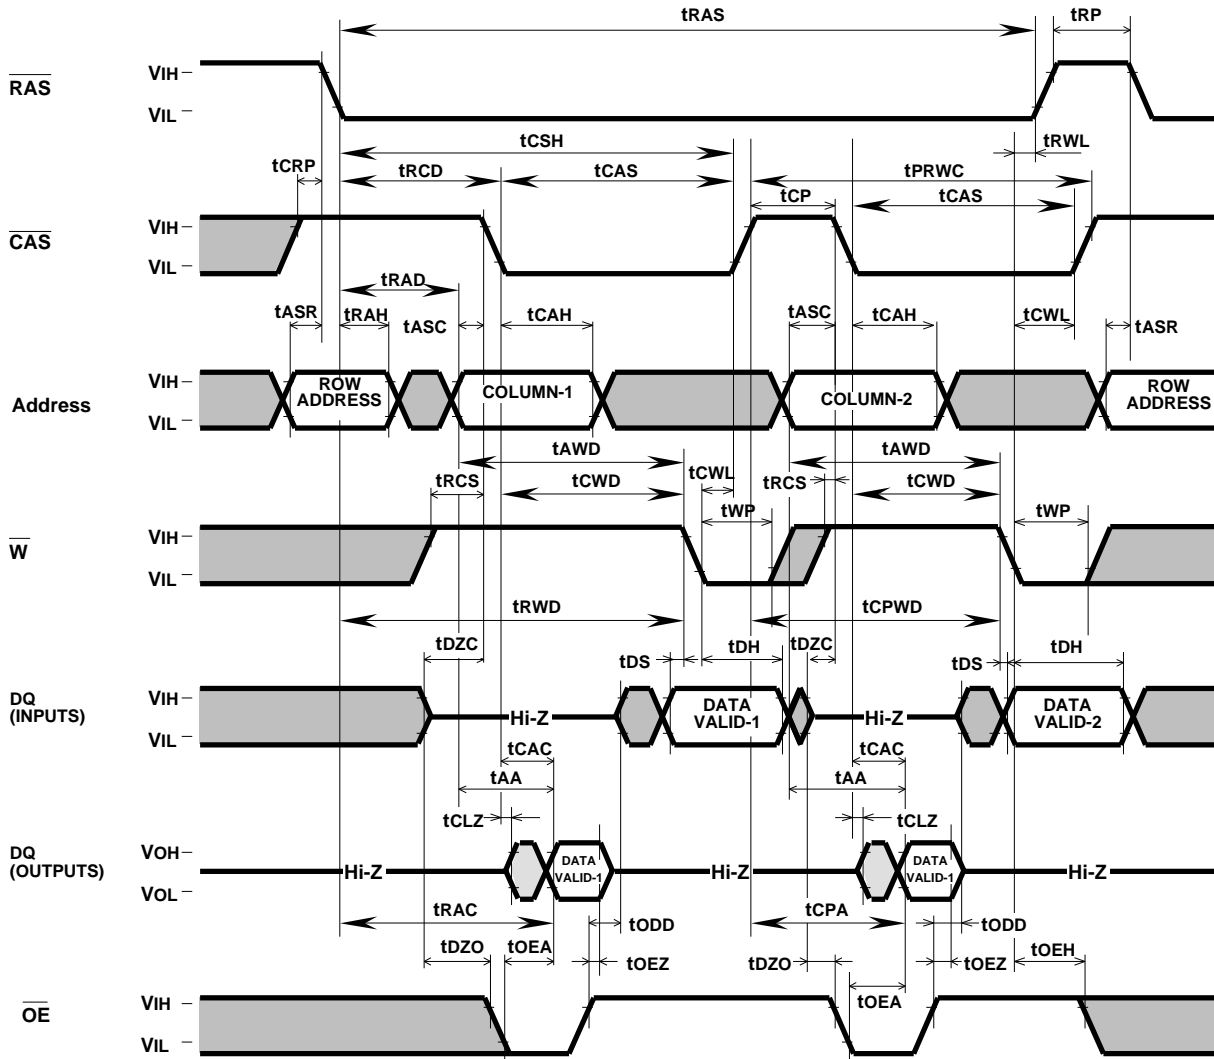 tRAS
tRP
RAS
VIH
VIL
tCSH
tRWL
tCRP
tRCD
tCAS
tPRWC
tCP
tCAS
CAS
VIH
VIL
tRAD
tASR
tRAH
tASC
tCAH
tASC
tCAH
tCWL
tASR
Address
VIH
VIL
ROW
ADDRESS
COLUMN-1
COLUMN-2
ROW
ADDRESS
tAWD
tAWD
tRCS
tCWD
tCWL
tRCS
tCWD
tWP
tWP
W
VIH
VIL
tRWD
tCPWD
tDZC
tDS
tDH
tDZC
tDS
tDH
DQ
(INPUTS)
VIH
VIL
Hi-Z
DATA
VALID-1
Hi-Z
DATA
VALID-2
tCAC
tCAC
tAA
tAA
tCLZ
tCLZ
DQ
(OUTPUTS)
VOH
VOL
Hi-Z
DATA
VALID-1
Hi-Z
DATA
VALID-1
Hi-Z
tRAC
tODD
tCPA
tODD
tDZO
tOEA
tOEZ
tDZO
tOEA
tOEZ
tOEH
OE
VIH
VIL